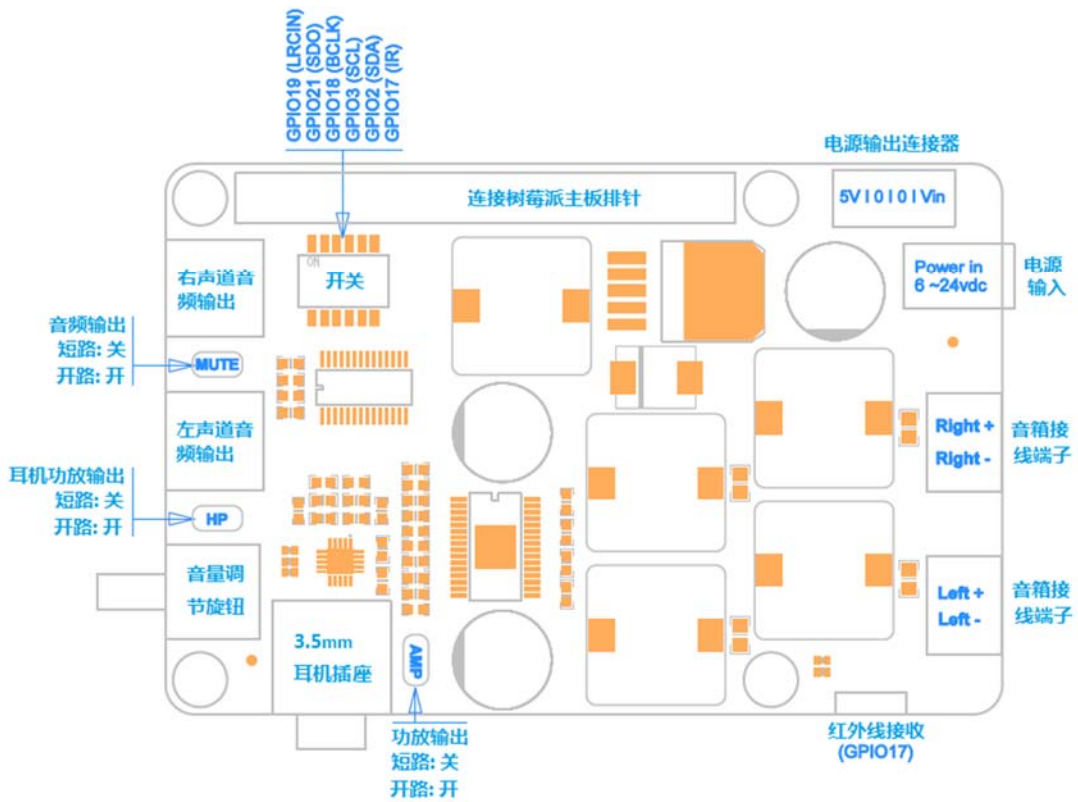 GPIO19 (LRCIN)
GPIO21 (SDO)
GPIO18 (BCLK)
GPIO3 (SCL)
GPIO2 (SDA)
GPIO17 (IR)
电源输出连接器
连接树莓派主板排针
5V | 0 | 0 | Vin
右声道音
频输出
ON
开关
Power in
6 ~24vdc
电源
输入
音频输出
短路: 关
开路: 开
MUTE
左声道音
频输出
Right +
Right -
音箱接
线端子
耳机功放输出
短路: 关
开路: 开
HP
音量调
节旋钮
Left +
Left -
音箱接
线端子
3.5mm
耳机插座
AMP
功放输出
短路: 关
开路: 开
红外线接收
(GPIO17)